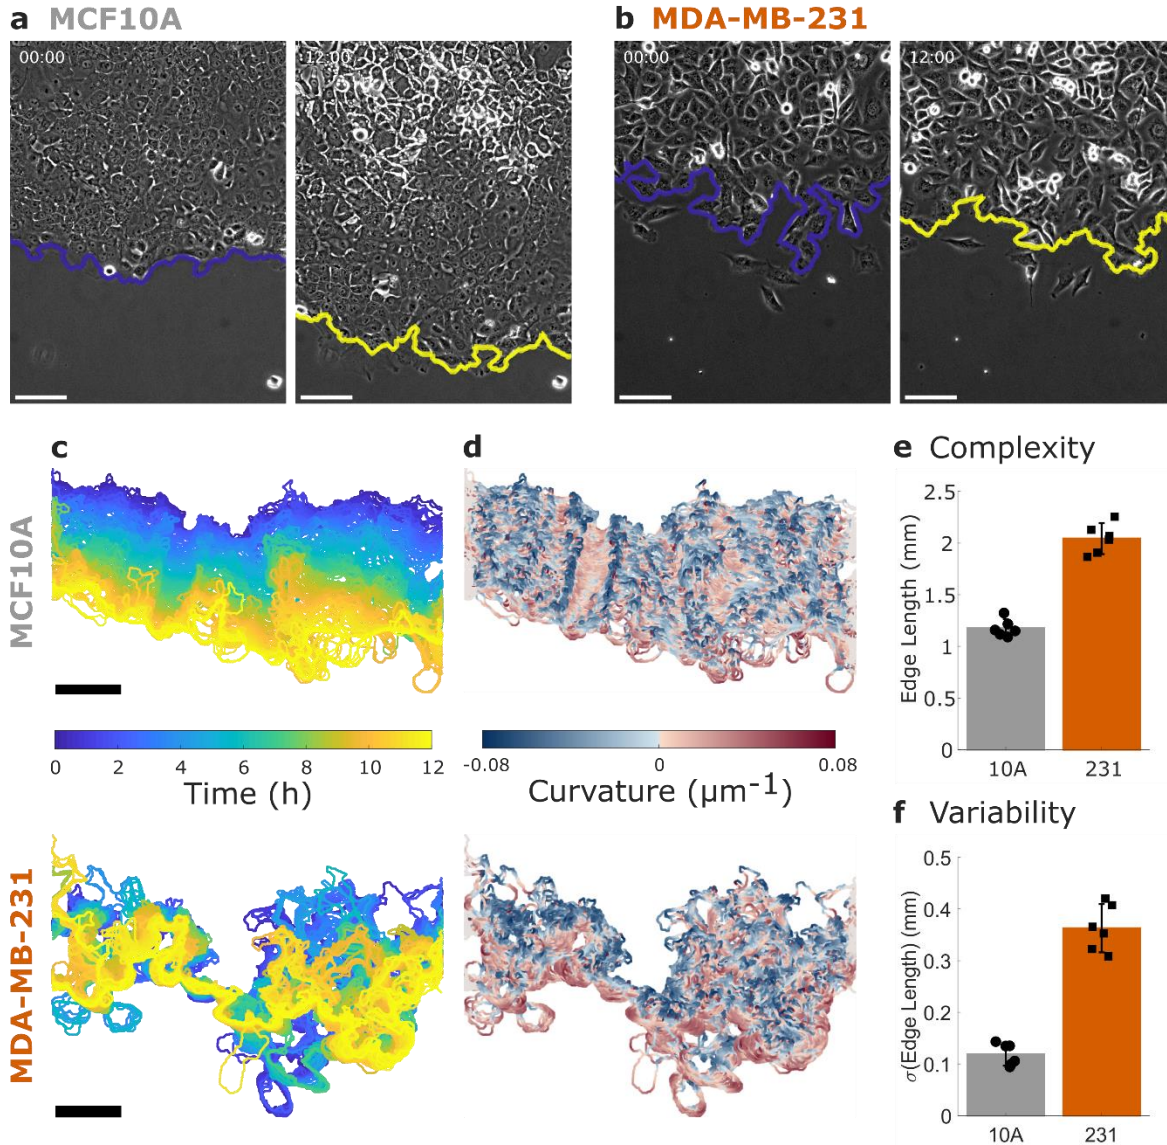 a MCF10A
b MDA-MB-231
00:00
12:00
00:00
12:00
c
d
e Complexity
MCF10A
2.5
2
1.5
1
0.5
0
Edge Length (mm)
10A
231
0 2 4 6 8 10 12
Time (h)
-0.08 0 0.08
Curvature (µm-1)
f Variability
MDA-MB-231
0.5
0.4
0.3
0.2
0.1
0
σ(Edge Length) (mm)
10A
231